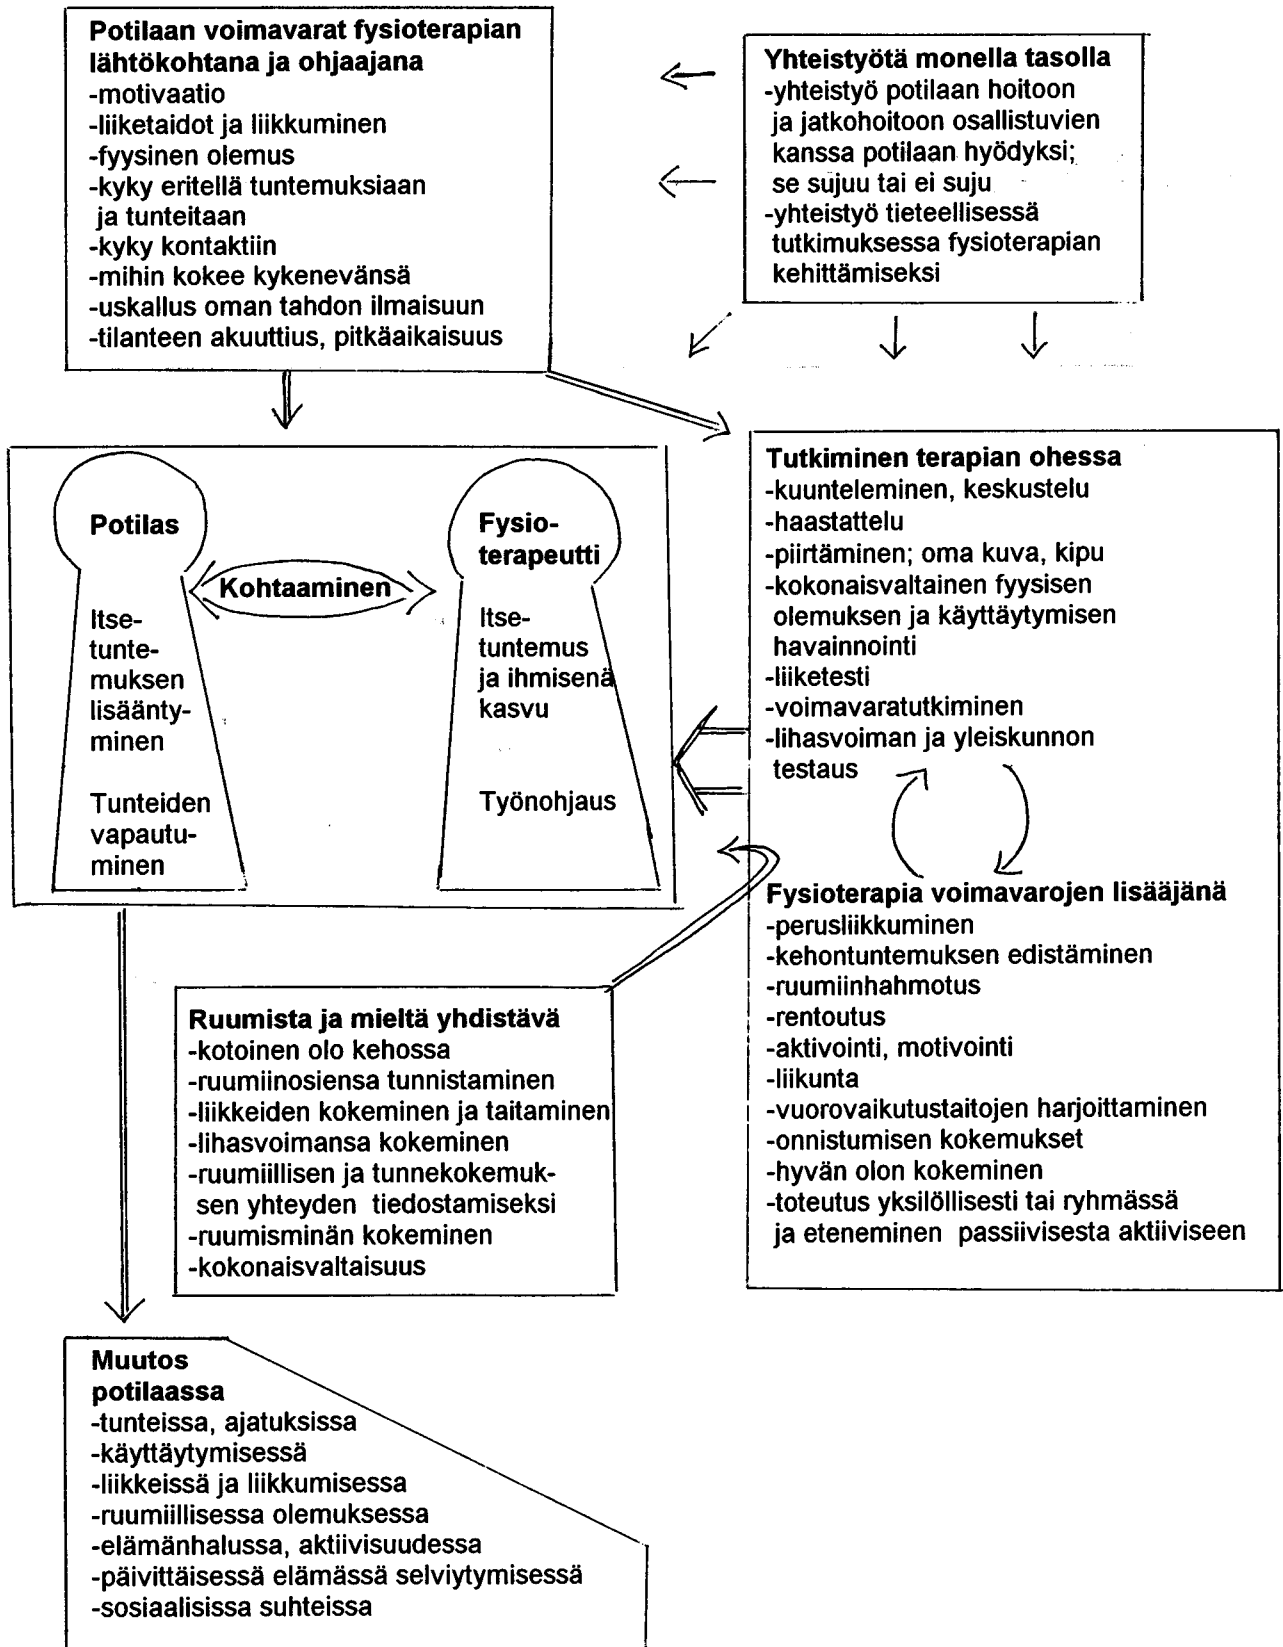 Potilaan voimavarat fysioterapian
lähtökohtana ja ohjaajana
-motivaatio
-liiketaidot ja liikkuminen
-fyysinen olemus
-kyky eritellä tuntemuksiaan
ja tunteitaan
-kyky kontaktiin
-mihin kokee kykenevänsä
-uskallus oman tahdon ilmaisuun
-tilanteen akuuttius, pitkäaikaisuus
Yhteistyötä monella tasolla
-yhteistyö potilaan hoitoon
ja jatkohoitoon osallistuvien
kanssa potilaan hyödyksi;
se sujuu tai ei suju
-yhteistyö tieteellisessä
tutkimuksessa fysioterapian
kehittämiseksi
Potilas
Itse-
tunte-
muksen
lisäänty-
minen
Tunteiden
vapautu-
minen
Kohtaaminen
Fysio-
terapeutti
Itse-
tuntemus
ja ihmisenä
kasvu
Työnohjaus
Tutkiminen terapian ohessa
-kuunteleminen, keskustelu
-haastattelu
-piirtäminen; oma kuva, kipu
-kokonaisvaltainen fyysisen
olemuksen ja käyttäytymisen
havainnointi
-liiketesti
-voimavaratutkiminen
-lihasvoiman ja yleiskunnon
testaus
Fysioterapia voimavarojen lisääjänä
-perusliikkuminen
-kehontuntemuksen edistäminen
-ruumiinhahmotus
-rentoutus
-aktivointi, motivointi
-liikunta
-vuorovaikutustaitojen harjoittaminen
-onnistumisen kokemukset
-hyvän olon kokeminen
-toteutus yksilöllisesti tai ryhmässä
ja eteneminen passiivisesta aktiiviseen
Ruumista ja mieltä yhdistävä
-kotoinen olo kehossa
-ruumiinosiensa tunnistaminen
-liikkeiden kokeminen ja taitaminen
-lihasvoimansa kokeminen
-ruumiillisen ja tunnekokemuk-
sen yhteyden tiedostamiseksi
-ruumisminän kokeminen
-kokonaisvaltaisuus
Muutos
potilaassa
-tunteissa, ajatuksissa
-käyttäytymisessä
-liikkeissä ja liikkumisessa
-ruumiillisessa olemuksessa
-elämänhalussa, aktiivisuudessa
-päivittäisessä elämässä selviytymisessä
-sosiaalisissa suhteissa